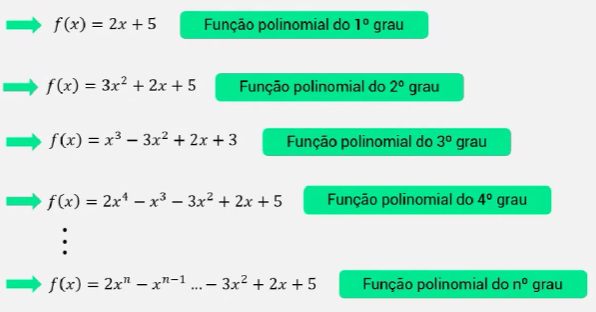 f(x) = 2x + 5 Função polinomial do 1º grau
f(x) = 3x² + 2x + 5 Função polinomial do 2º grau
f(x) = x³ − 3x² + 2x + 3 Função polinomial do 3º grau
f(x) = 2x⁴ − x³ − 3x² + 2x + 5 Função polinomial do 4º grau
⋮
f(x) = 2xⁿ − xⁿ⁻¹ ... − 3x² + 2x + 5 Função polinomial do nº grau